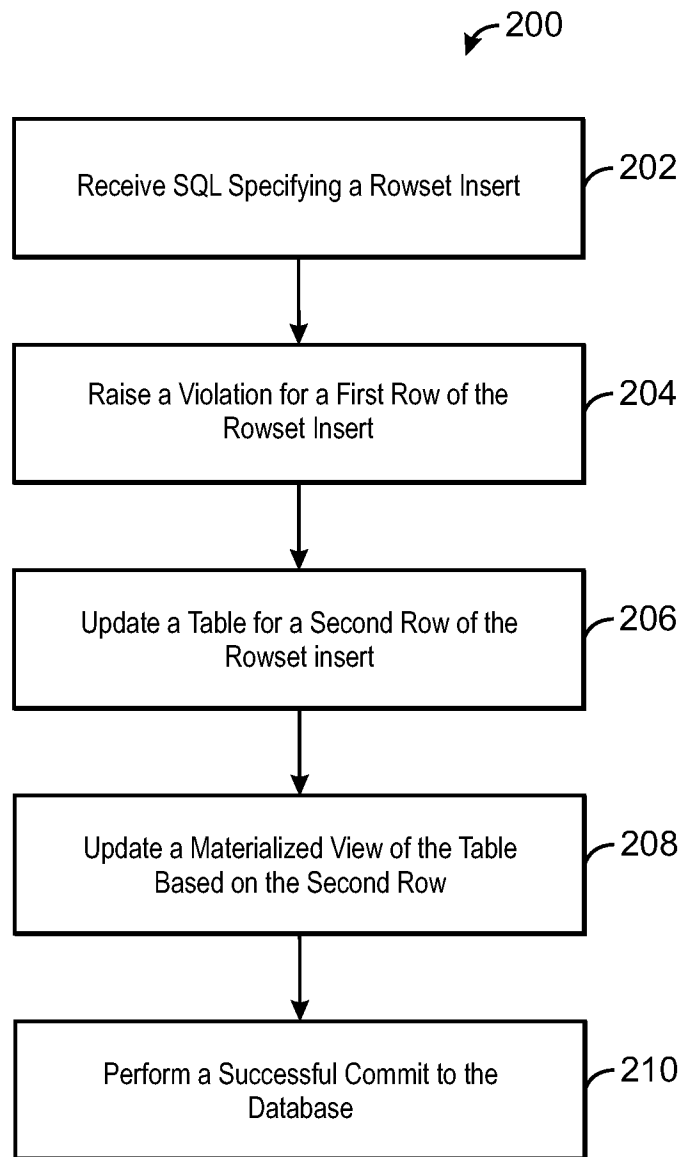 200
Receive SQL Specifying a Rowset Insert
202
Raise a Violation for a First Row of the
Rowset Insert
204
Update a Table for a Second Row of the
Rowset insert
206
Update a Materialized View of the Table
Based on the Second Row
208
Perform a Successful Commit to the
Database
210